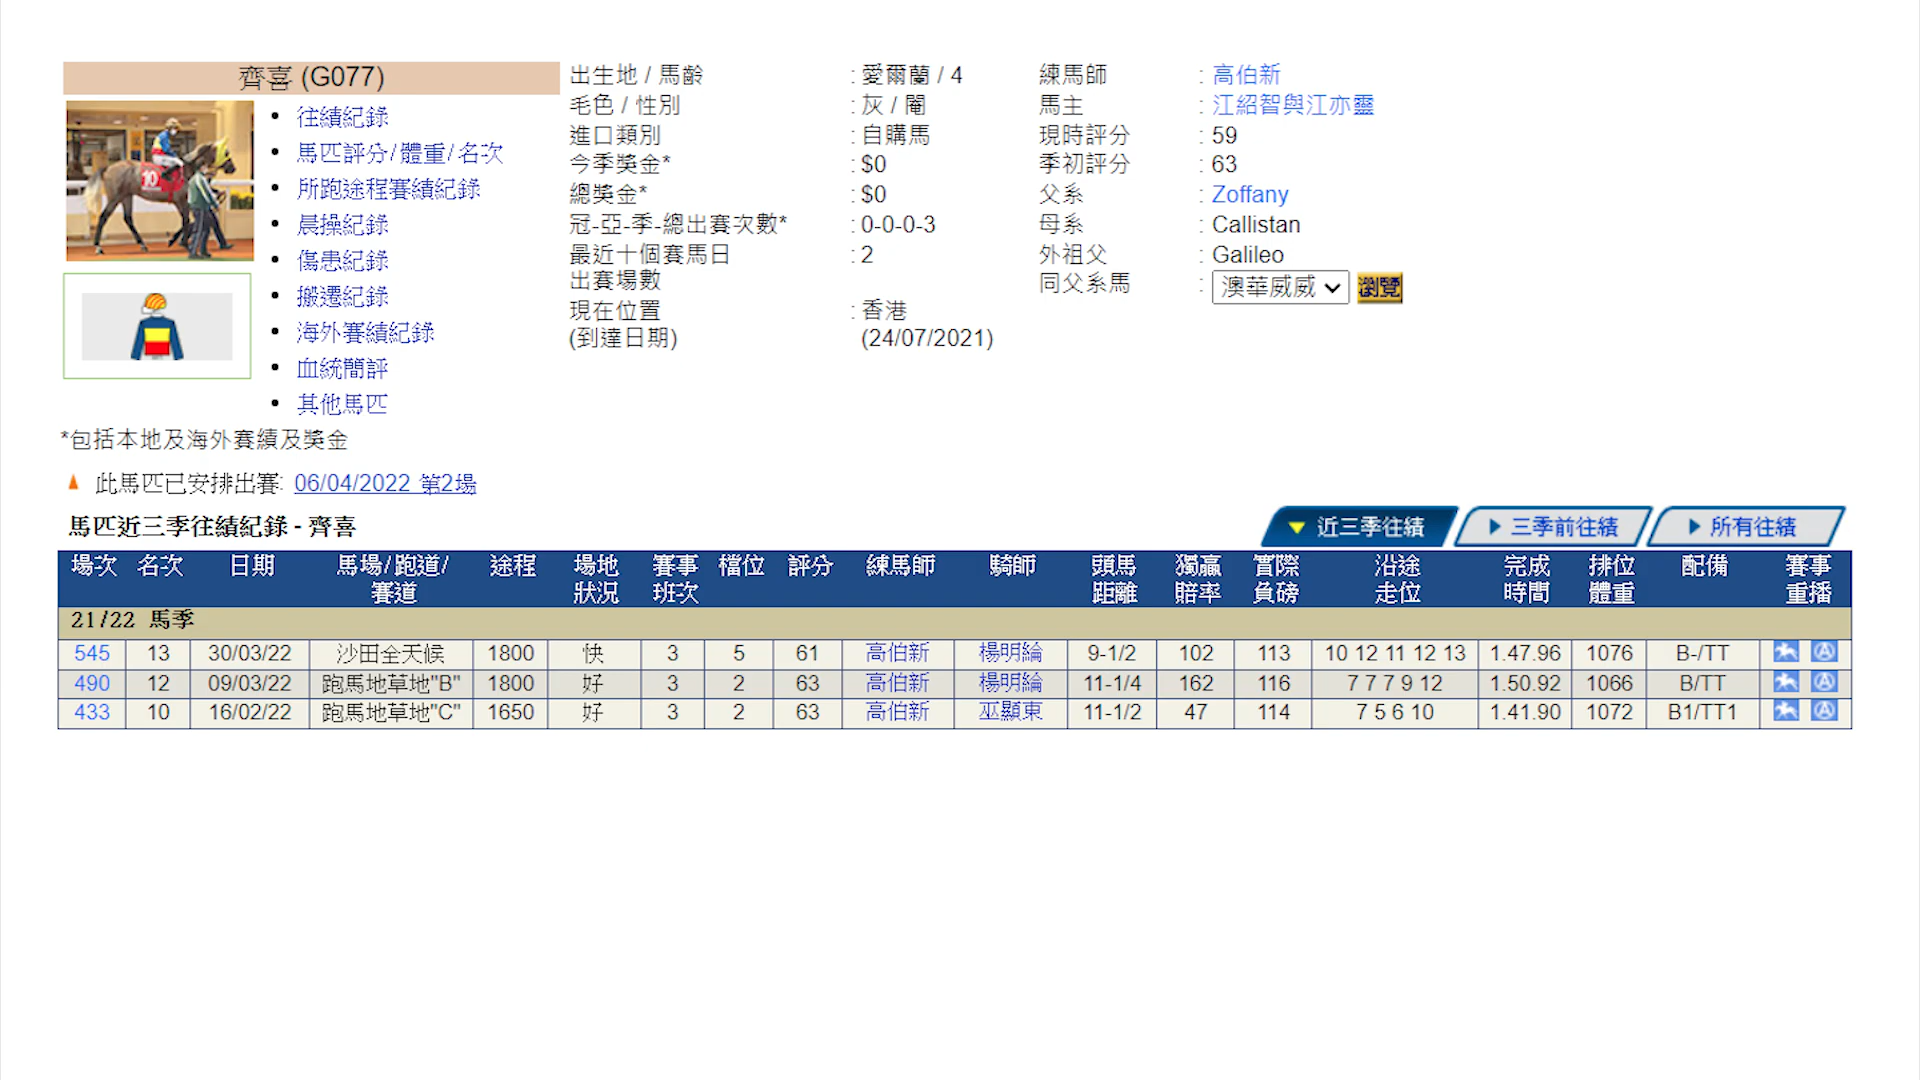 齊喜 (G077)
往績紀錄
馬匹評分/體重/名次
所跑途程賽績紀錄
晨操紀錄
傷患紀錄
搬遷紀錄
海外賽績紀錄
血統簡評
其他馬匹
出生地 / 馬齡 : 愛爾蘭 / 4
毛色 / 性別 : 灰 / 閹
進口類別 : 自購馬
今季獎金* : $0
總獎金* : $0
冠-亞-季-總出賽次數* : 0-0-0-3
最近十個賽馬日 : 2
出賽場數
現在位置 : 香港
(到達日期) (24/07/2021)
練馬師 : 高伯新
馬主 : 江紹智與江亦靈
現時評分 : 59
季初評分 : 63
父系 : Zoffany
母系 : Callistan
外祖父 : Galileo
同父系馬 : 澳華威威 瀏覽
*包括本地及海外賽績及獎金
此馬匹已安排出賽: 06/04/2022 第2場
馬匹近三季往績紀錄 - 齊喜
近三季往績 三季前往績 所有往績
場次 名次 日期 馬場/跑道/ 途程 場地 賽事 檔位 評分 練馬師 騎師 頭馬 獨贏 實際 沿途 完成 排位 配備 賽事
賽道 狀況 班次 距離 賠率 負磅 走位 時間 體重 重播
21/22 馬季
545 13 30/03/22 沙田全天候 1800 快 3 5 61 高伯新 楊明綸 9-1/2 102 113 10 12 11 12 13 1.47.96 1076 B-/TT
490 12 09/03/22 跑馬地草地"B" 1800 好 3 2 63 高伯新 楊明綸 11-1/4 162 116 7 7 7 9 12 1.50.92 1066 B/TT
433 10 16/02/22 跑馬地草地"C" 1650 好 3 2 63 高伯新 巫顯東 11-1/2 47 114 7 5 6 10 1.41.90 1072 B1/TT1